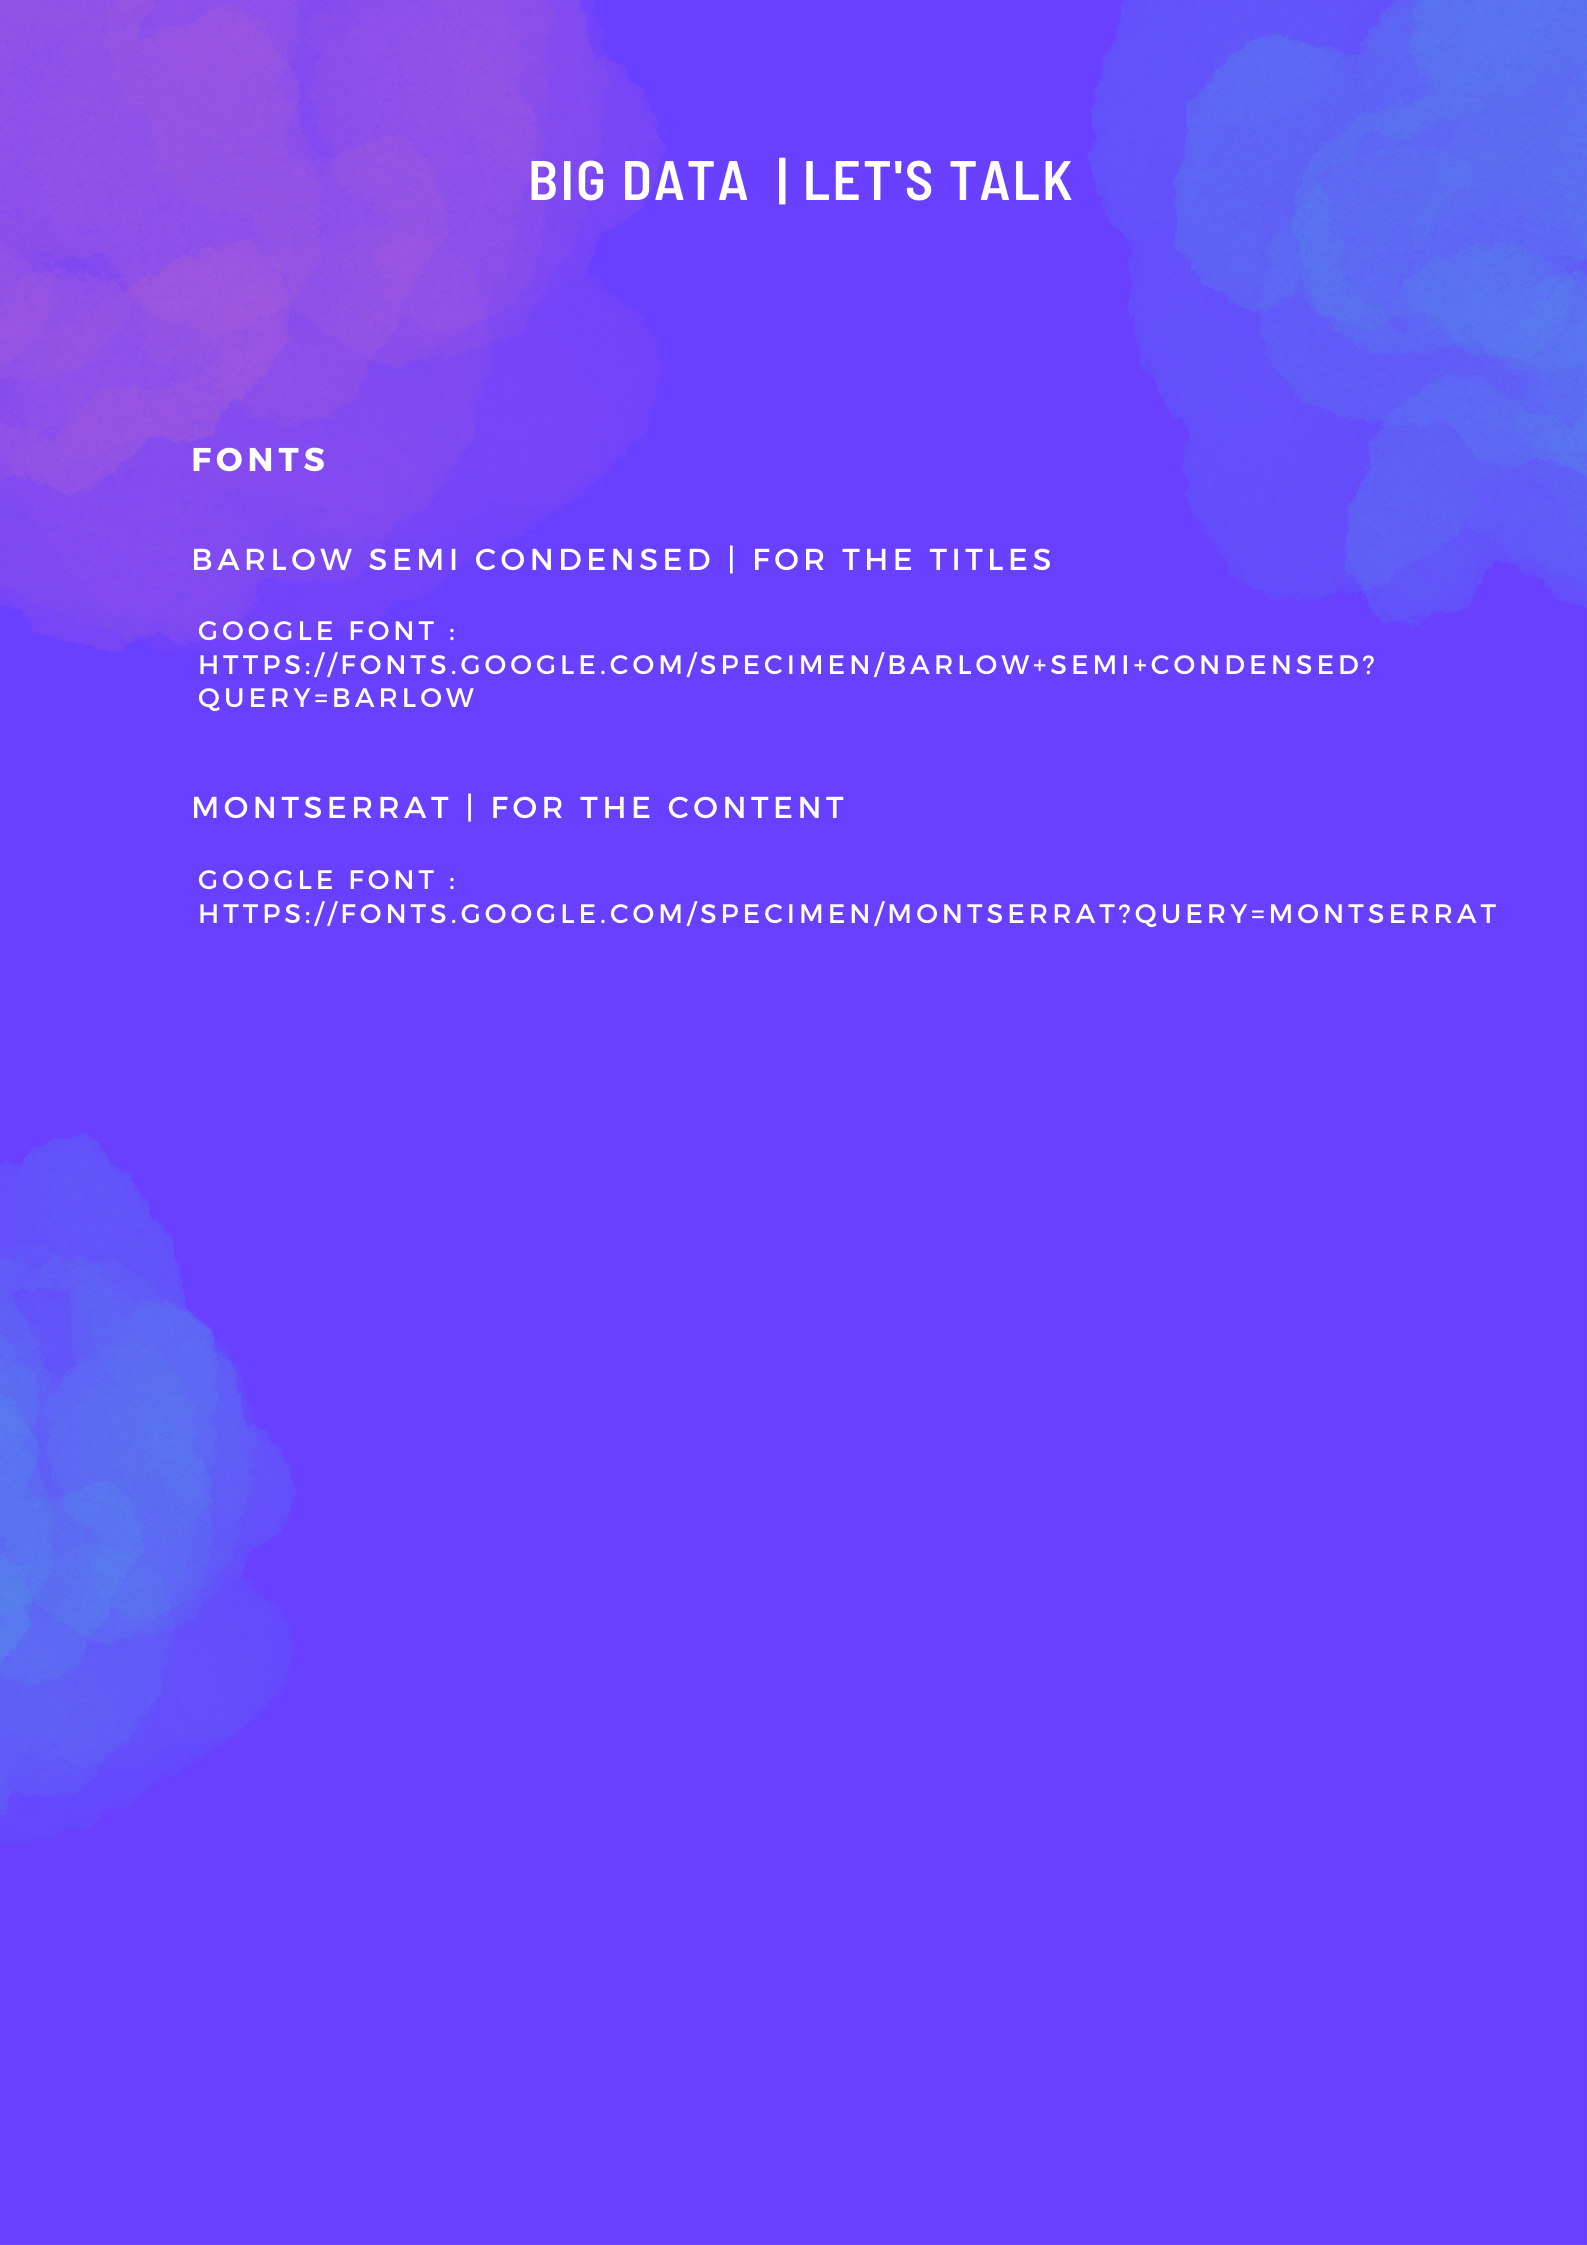 BIG DATA | LET'S TALK
FONTS
BARLOW SEMI CONDENSED | FOR THE TITLES
GOOGLE FONT :
HTTPS://FONTS.GOOGLE.COM/SPECIMEN/BARLOW+SEMI+CONDENSED?
QUERY=BARLOW
MONTSERRAT | FOR THE CONTENT
GOOGLE FONT :
HTTPS://FONTS.GOOGLE.COM/SPECIMEN/MONTSERRAT?QUERY=MONTSERRAT